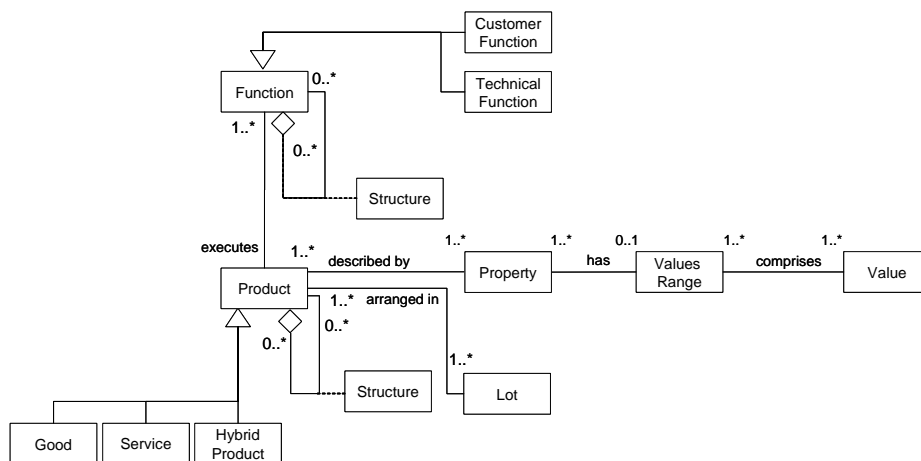 Customer
Function
Technical
Function
0..*
Function
1..*
0..*
Structure
executes
1..*
described by
1..*
Property
1..*
has
0..1
Values
Range
1..*
comprises
1..*
Value
Product
1..*
arranged in
0..*
0..*
1..*
Structure
Lot
Good
Service
Hybrid
Product